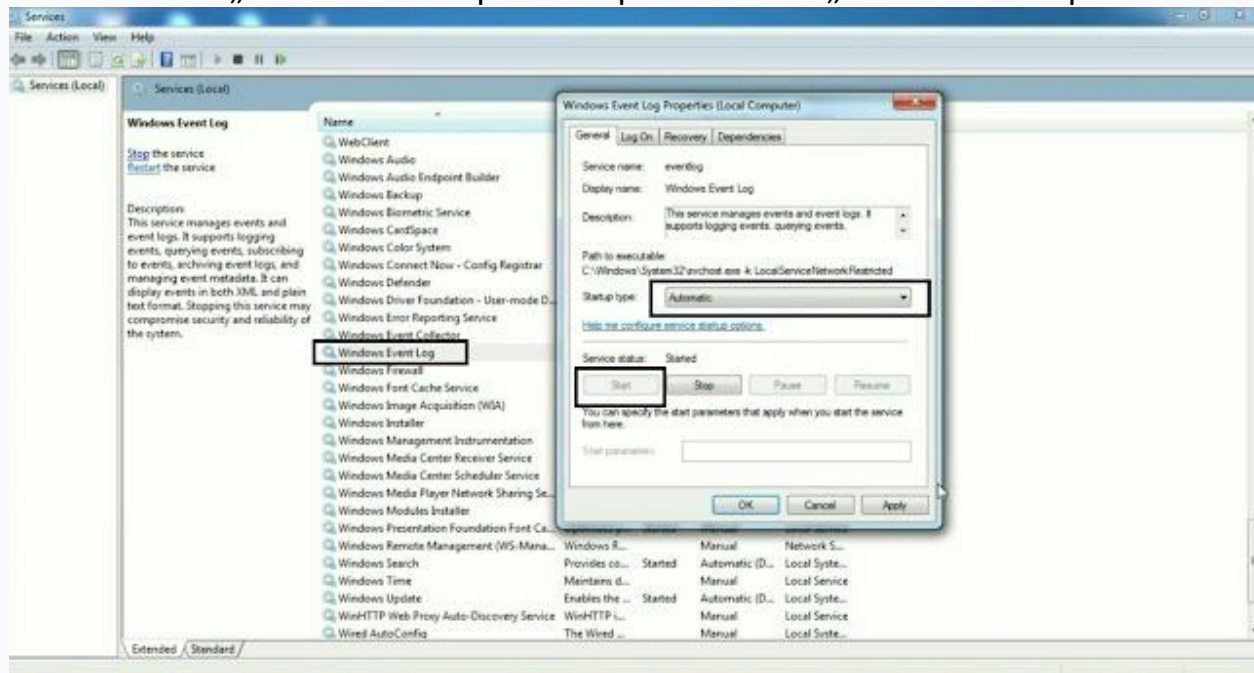 Services
File Action View Help
Services (Local)
Services (Local)
Windows Event Log
Stop the service
Restart the service
Description:
This service manages events and
event logs. It supports logging
events, querying events, subscribing
to events, archiving event logs, and
managing event metadata. It can
display events in both XML and plain
text format. Stopping this service may
compromise security and reliability of
the system.
Name
WebClient
Windows Audio
Windows Audio Endpoint Builder
Windows Backup
Windows Biometric Service
Windows CardSpace
Windows Color System
Windows Connect Now - Config Registrar
Windows Defender
Windows Driver Foundation - User-mode D...
Windows Error Reporting Service
Windows Event Collector
Windows Event Log
Windows Firewall
Windows Font Cache Service
Windows Image Acquisition (WIA)
Windows Installer
Windows Management Instrumentation
Windows Media Center Receiver Service
Windows Media Center Scheduler Service
Windows Media Player Network Sharing Se...
Windows Modules Installer
Windows Presentation Foundation Font Ca...
Windows Remote Management (WS-Mana... Windows R... Manual Network S...
Windows Search Provides co... Started Automatic (D... Local Syste...
Windows Time Maintains d... Manual Local Service
Windows Update Enables the ... Started Automatic (D... Local Syste...
WinHTTP Web Proxy Auto-Discovery Service WinHTTP i... Manual Local Service
Wired AutoConfig The Wired ... Manual Local Syste...
Extended Standard
Windows Event Log Properties (Local Computer)
General Log On Recovery Dependencies
Service name: eventlog
Display name: Windows Event Log
Description: This service manages events and event logs. It
supports logging events, querying events,
Path to executable:
C:\Windows\System32\svchost.exe -k LocalServiceNetworkRestricted
Startup type: Automatic
Help me configure service startup options.
Service status: Started
Start Stop Pause Resume
You can specify the start parameters that apply when you start the service
from here.
Start parameters:
OK Cancel Apply